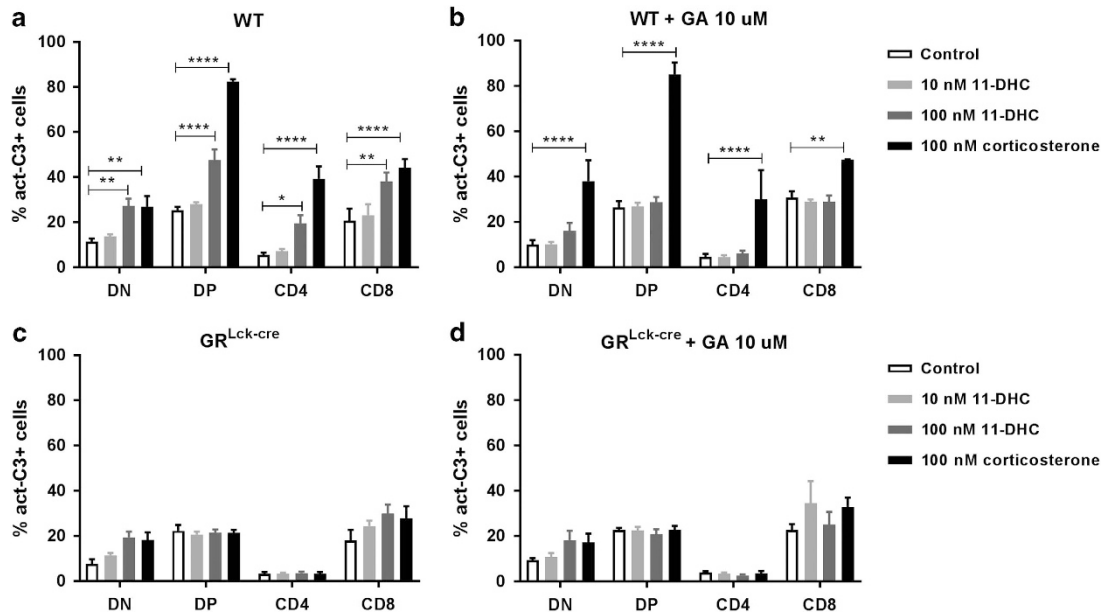 a
WT
% act-C3+ cells
100
80
60
40
20
0
**
**
****
****
****
*
****
**
DN DP CD4 CD8
b
WT + GA 10 uM
% act-C3+ cells
100
80
60
40
20
0
****
****
****
**
DN DP CD4 CD8
Control
10 nM 11-DHC
100 nM 11-DHC
100 nM corticosterone
c
GR^Lck-cre
% act-C3+ cells
100
80
60
40
20
0
DN DP CD4 CD8
d
GR^Lck-cre + GA 10 uM
% act-C3+ cells
100
80
60
40
20
0
DN DP CD4 CD8
Control
10 nM 11-DHC
100 nM 11-DHC
100 nM corticosterone